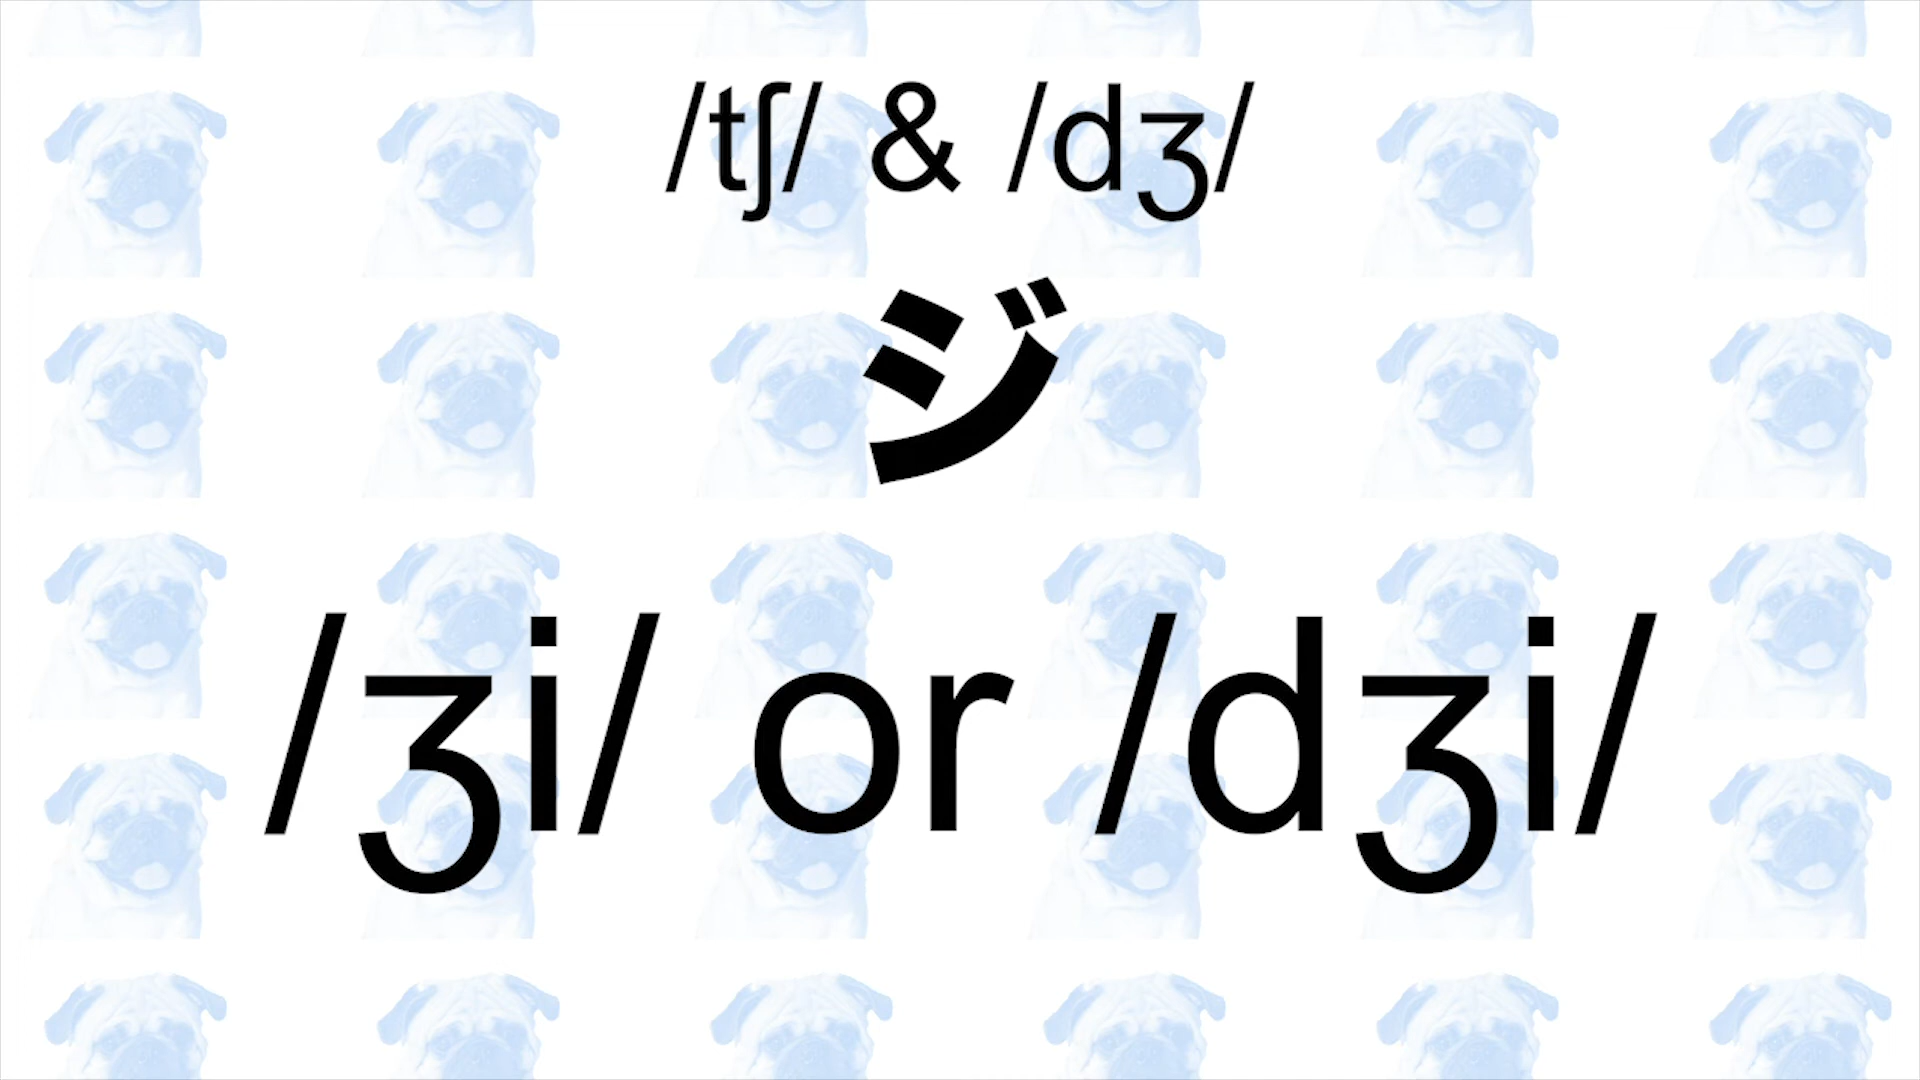 /tʃ/ & /dʒ/
ジ
/ʒi/ or /dʒi/